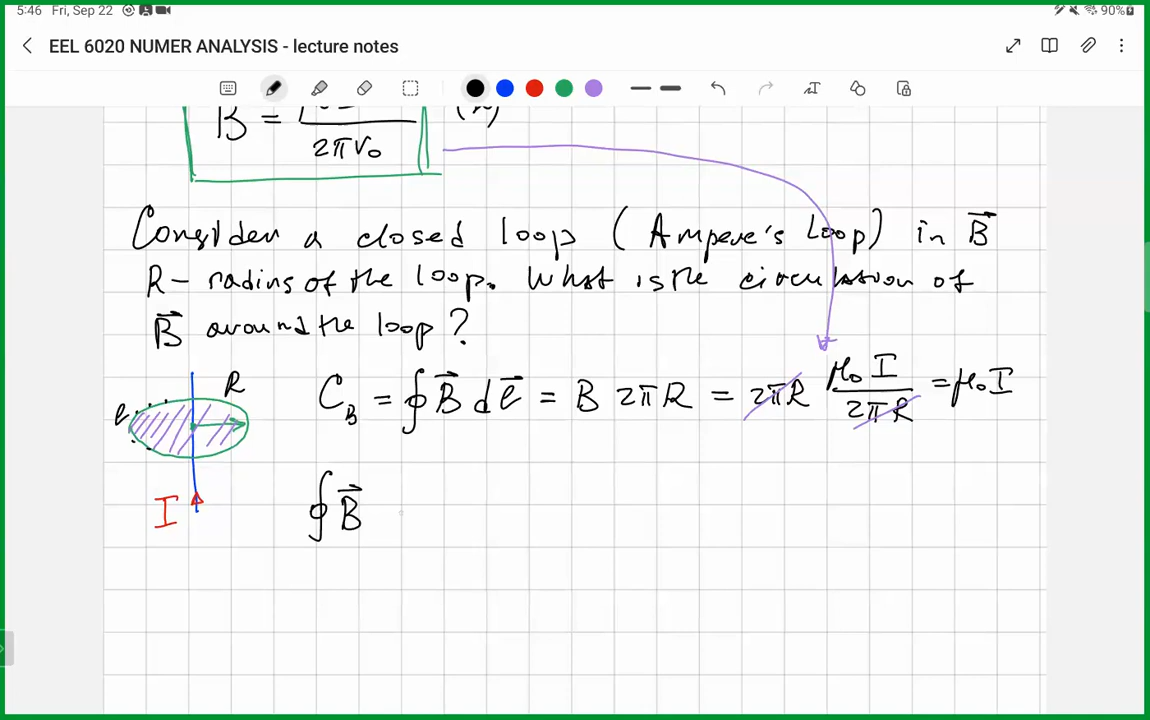 5:46 Fri, Sep 22 90%
EEL 6020 NUMER ANALYSIS - lecture notes
B = / 2πr₀ (*)
Consider a closed loop (Ampere's Loop) in B⃗
R – radius of the loop. What is the circulation of
B⃗ around the loop?
R
ℓ
C_B = ∮ B⃗ dℓ⃗ = B 2πR = 2πR μ₀I / 2πR = μ₀I
I
∮ B⃗